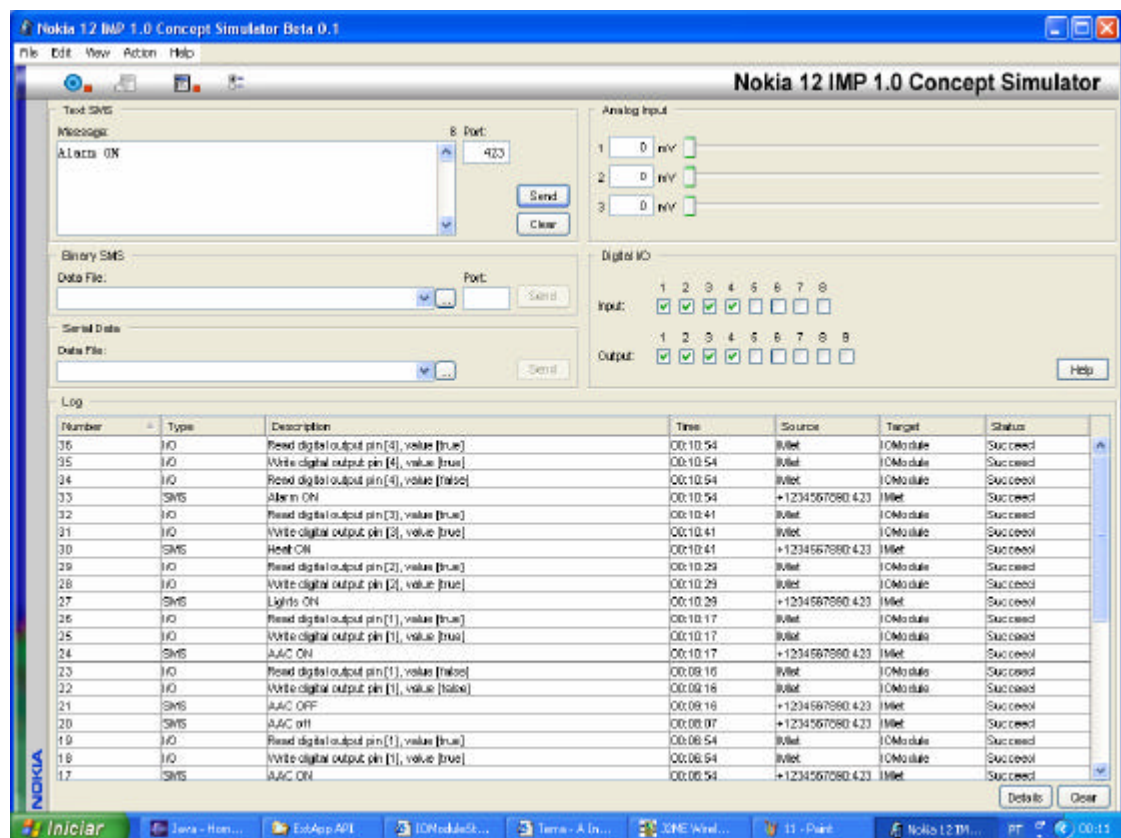 Nokia 12 IMP 1.0 Concept Simulator Beta 0.1
File Edit View Action Help
Nokia 12 IMP 1.0 Concept Simulator
Text SMS
Message: 8 Port:
Alarm ON
423
Send
Clear
Analog Input
1 0 mV
2 0 mV
3 0 mV
Binary SMS
Data File: Port:
... Send
Serial Data
Data File:
... Send
Digital I/O
1 2 3 4 5 6 7 8
Input:
1 2 3 4 5 6 7 8 9
Output:
Help
Log
Number Type Description Time Source Target Status
36 I/O Read digital output pin [4], value [true] 00:10:54 IMlet IOModule Succeed
35 I/O Write digital output pin [4], value [true] 00:10:54 IMlet IOModule Succeed
34 I/O Read digital output pin [4], value [false] 00:10:54 IMlet IOModule Succeed
33 SMS Alarm ON 00:10:54 +1234567890:423 IMlet Succeed
32 I/O Read digital output pin [3], value [true] 00:10:41 IMlet IOModule Succeed
31 I/O Write digital output pin [3], value [true] 00:10:41 IMlet IOModule Succeed
30 SMS Heat ON 00:10:41 +1234567890:423 IMlet Succeed
29 I/O Read digital output pin [2], value [true] 00:10:29 IMlet IOModule Succeed
28 I/O Write digital output pin [2], value [true] 00:10:29 IMlet IOModule Succeed
27 SMS Lights ON 00:10:29 +1234567890:423 IMlet Succeed
26 I/O Read digital output pin [1], value [true] 00:10:17 IMlet IOModule Succeed
25 I/O Write digital output pin [1], value [true] 00:10:17 IMlet IOModule Succeed
24 SMS AAC ON 00:10:17 +1234567890:423 IMlet Succeed
23 I/O Read digital output pin [1], value [false] 00:09:16 IMlet IOModule Succeed
22 I/O Write digital output pin [1], value [false] 00:09:16 IMlet IOModule Succeed
21 SMS AAC OFF 00:09:16 +1234567890:423 IMlet Succeed
20 SMS AAC off 00:08:07 +1234567890:423 IMlet Succeed
19 I/O Read digital output pin [1], value [true] 00:06:54 IMlet IOModule Succeed
18 I/O Write digital output pin [1], value [true] 00:06:54 IMlet IOModule Succeed
17 SMS AAC ON 00:06:54 +1234567890:423 IMlet Succeed
NOKIA
Details Clear
Iniciar Java - Hom... ExtApp API IOModuleSt... Terra - A In... J2ME Wirel... 11 - Paint Nokia 12 IM... PT 00:11